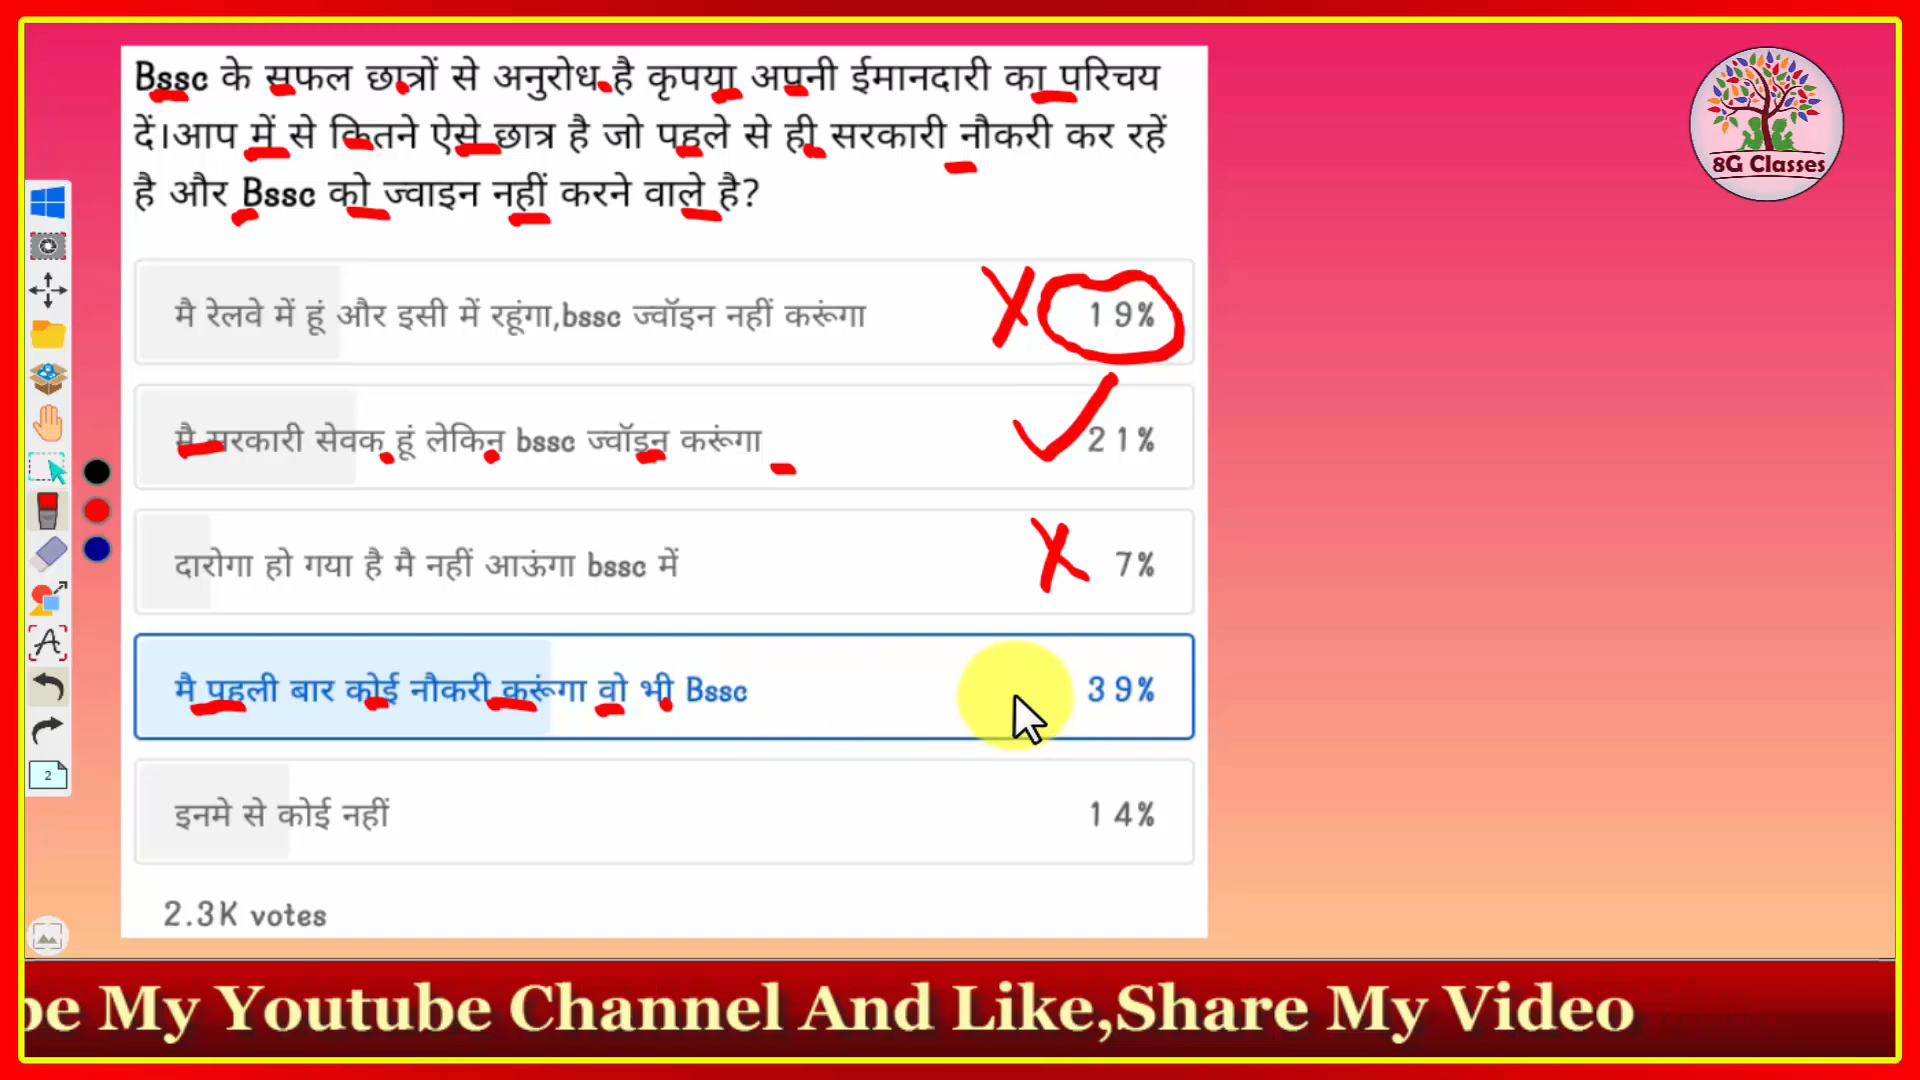 Bssc के सफल छात्रों से अनुरोध है कृपया अपनी ईमानदारी का परिचय
दें।आप में से कितने ऐसे छात्र है जो पहले से ही सरकारी नौकरी कर रहें
है और Bssc को ज्वाइन नहीं करने वाले है?
मै रेलवे में हूं और इसी में रहूंगा,bssc ज्वॉइन नहीं करूंगा 19%
मै सरकारी सेवक हूं लेकिन bssc ज्वॉइन करूंगा 21%
दारोगा हो गया है मै नहीं आऊंगा bssc में 7%
मै पहली बार कोई नौकरी करूंगा वो भी Bssc 39%
इनमे से कोई नहीं 14%
2.3K votes
8G Classes
2
be My Youtube Channel And Like,Share My Video